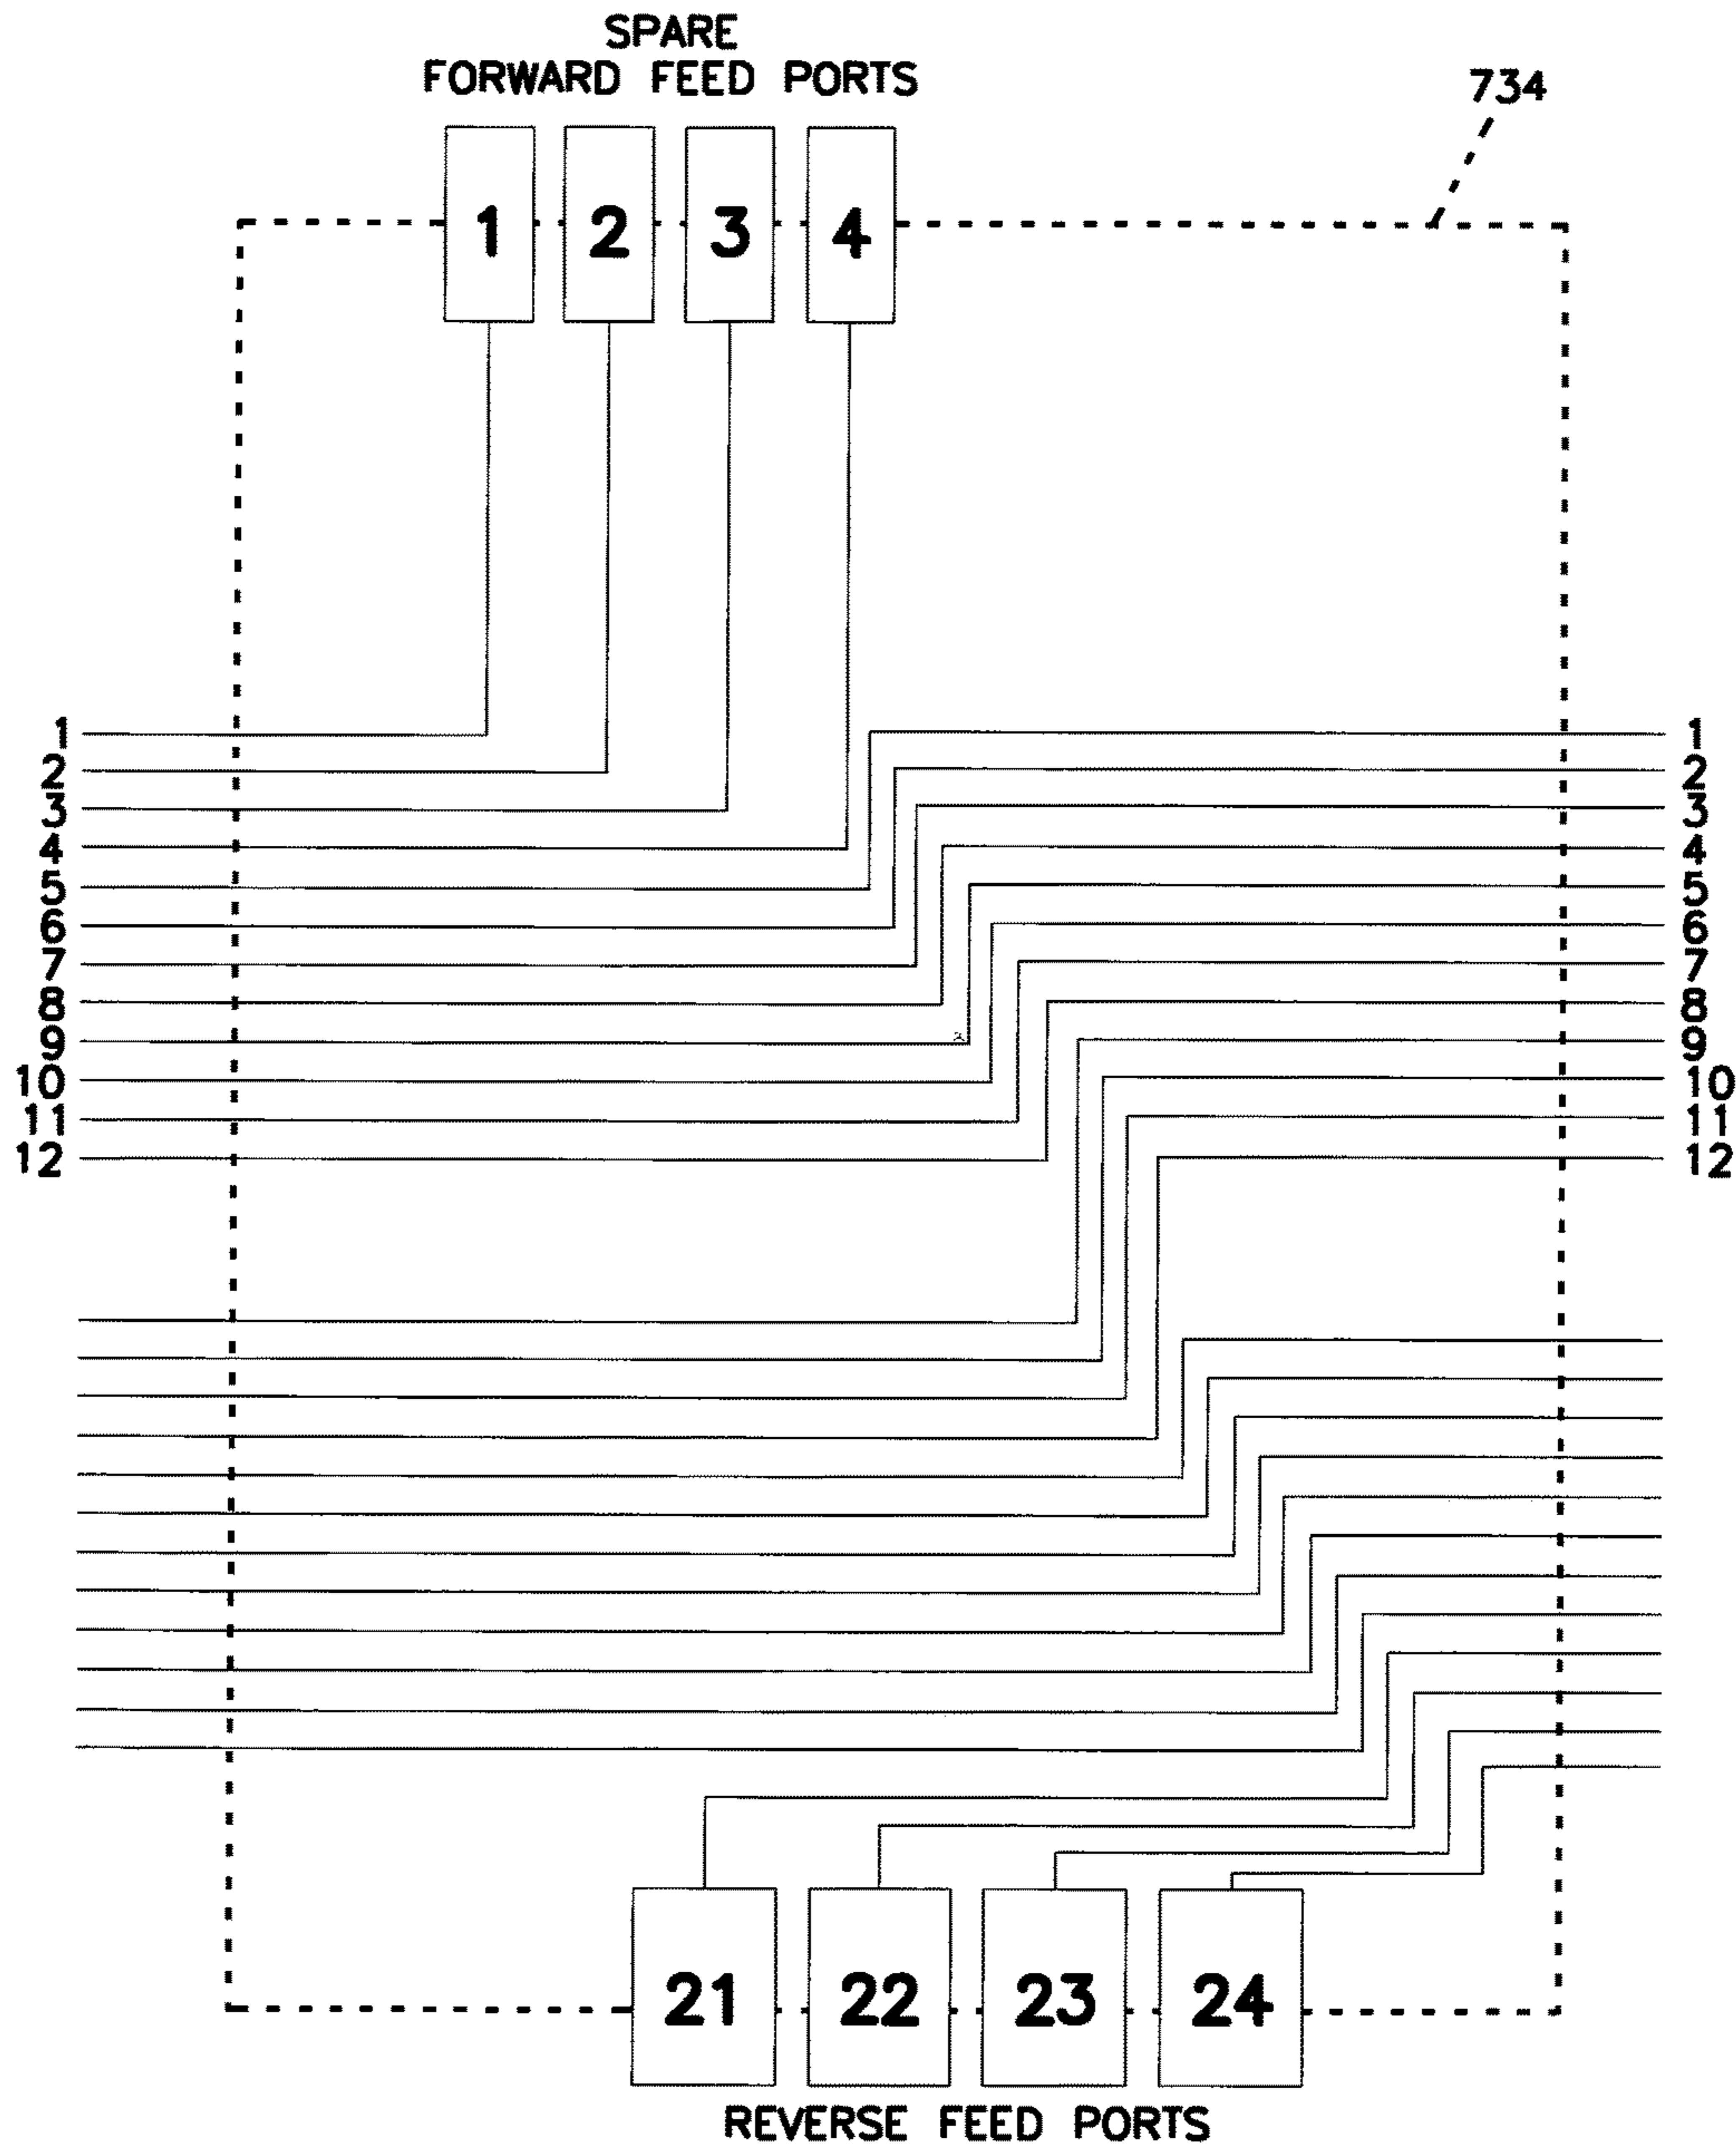 SPARE
FORWARD FEED PORTS
734
1 2 3 4
1 1
2 2
3 3
4 4
5 5
6 6
7 7
8 8
9 9
10 10
11 11
12 12
21 22 23 24
REVERSE FEED PORTS